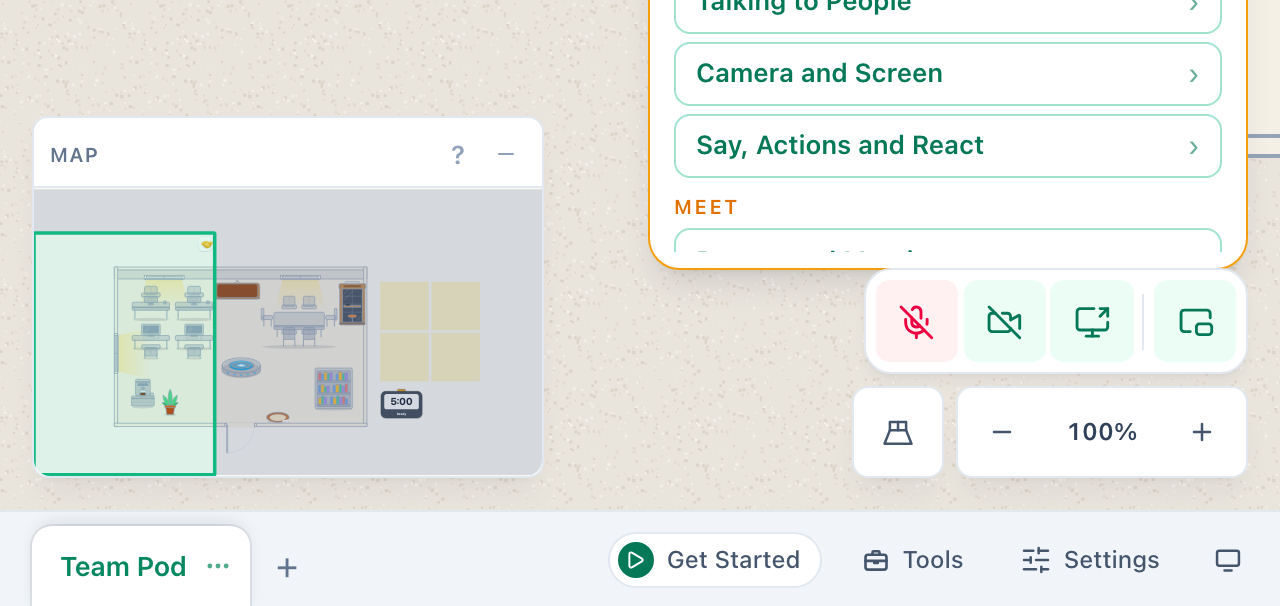 Talking to People
Camera and Screen
Say, Actions and React
MEET
MAP
?
5:00
100%
Team Pod
Get Started
Tools
Settings